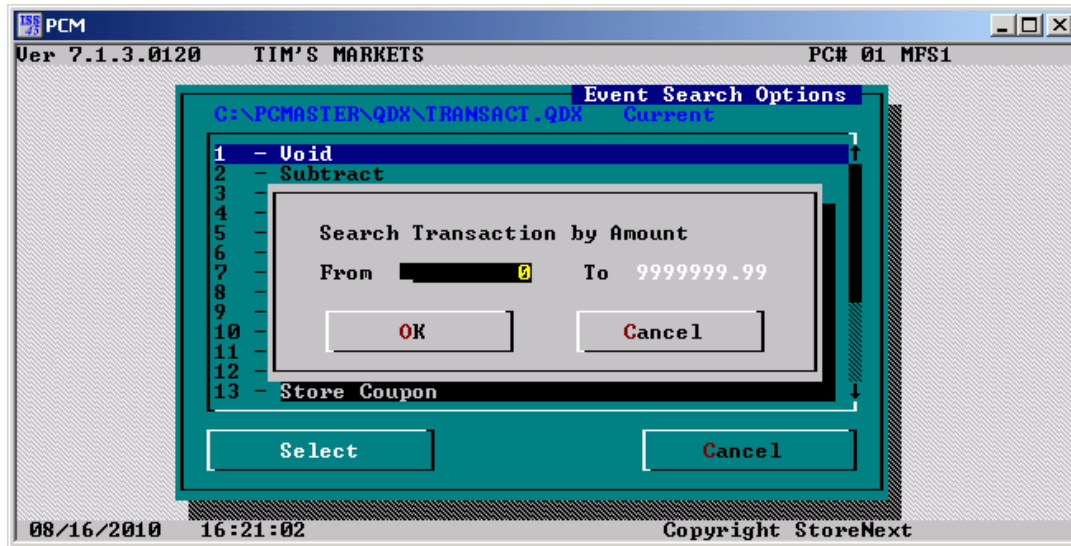 ISS 45 PCM
Ver 7.1.3.0120 TIM'S MARKETS PC# 01 MFS1
Event Search Options
C:\PCMASTER\QDX\TRANSACT.QDX Current
1 - Void
2 - Subtract
3 -
4 -
5 - Search Transaction by Amount
6 -
7 - From 0 To 9999999.99
8 -
9 -
10 - OK Cancel
11 -
12 -
13 - Store Coupon
Select Cancel
08/16/2010 16:21:02 Copyright StoreNext